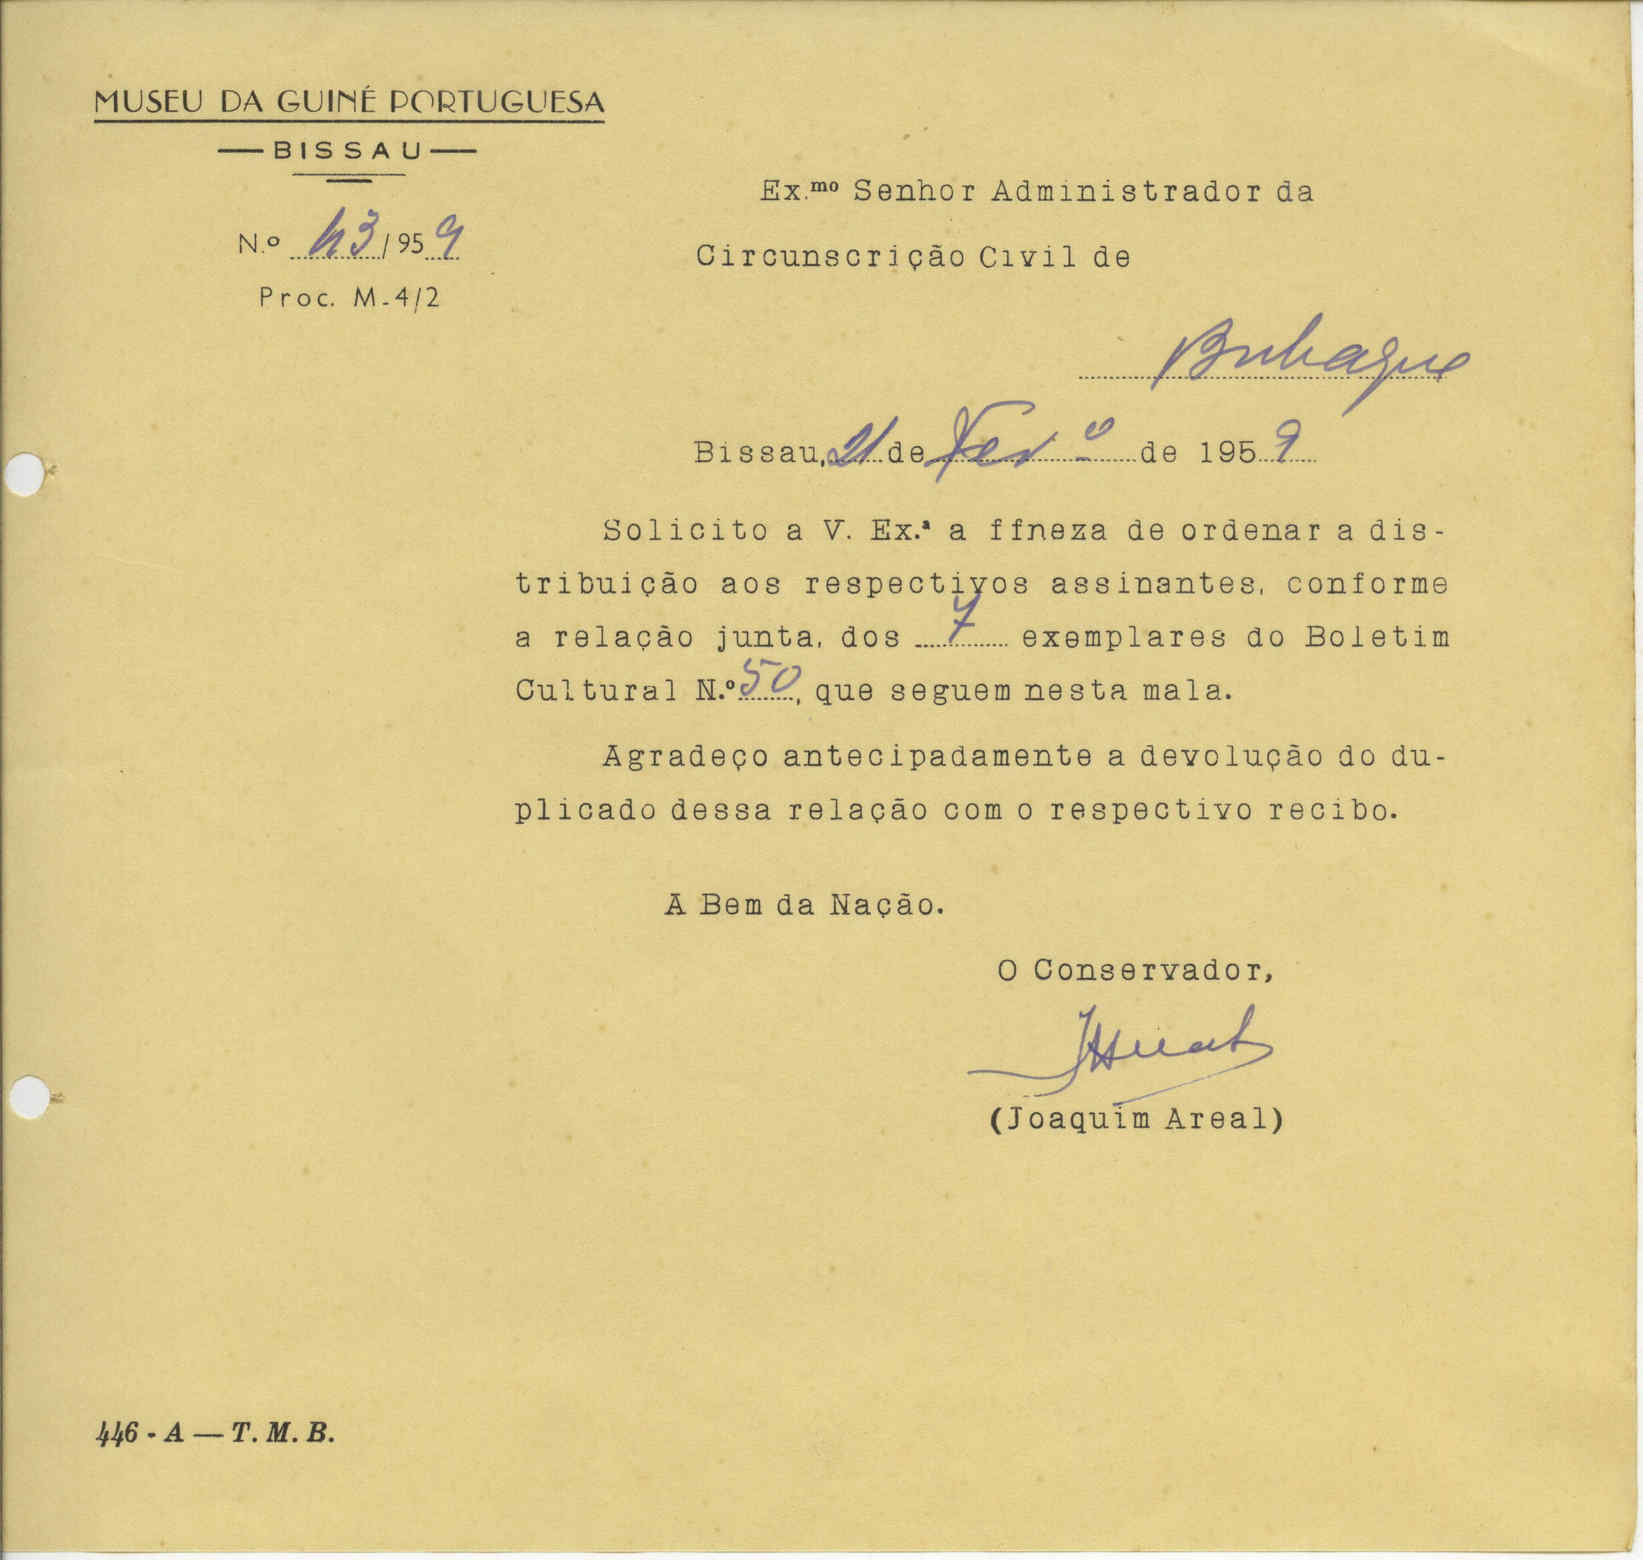 MUSEU DA GUINÉ PORTUGUESA
— BISSAU —
N.º 43/959
Proc. M-4/2
Ex.mo Senhor Administrador da
Circunscrição Civil de
Bubaque
Bissau, 21 de Fev.º de 1959
Solicito a V. Ex.ª a ffneza de ordenar a dis-
tribuição aos respectivos assinantes, conforme
a relação junta, dos 7 exemplares do Boletim
Cultural N.º 50, que seguem nesta mala.
Agradeço antecipadamente a devolução do du-
plicado dessa relação com o respectivo recibo.
A Bem da Nação.
O Conservador,
(Joaquim Areal)
446 - A — T. M. B.